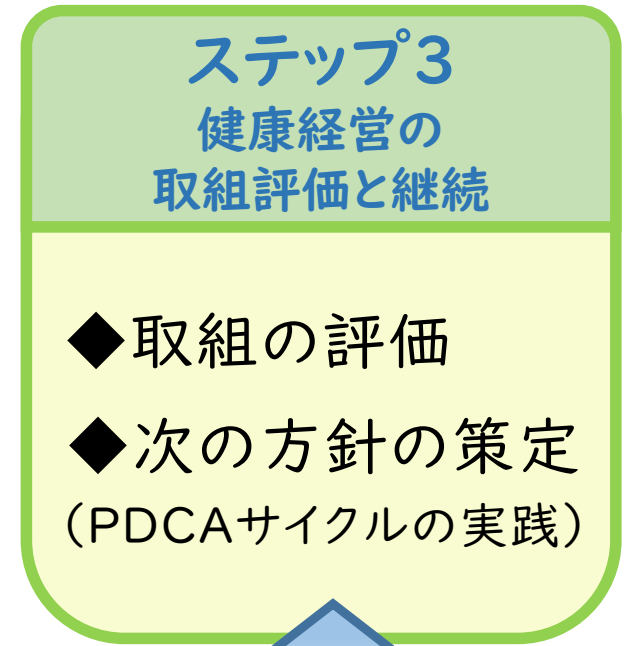 ステップ3
健康経営の
取組評価と継続
◆取組の評価
◆次の方針の策定
（PDCAサイクルの実践）